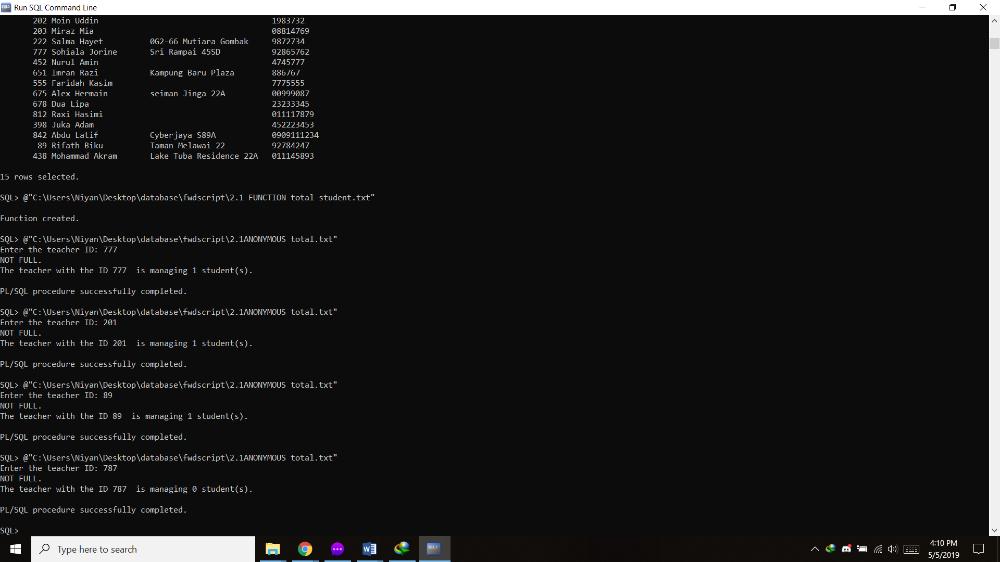 Run SQL Command Line
202 Moin Uddin 1983732
203 Miraz Mia 08814769
222 Salma Hayet 0G2-66 Mutiara Gombak 9872734
777 Sohiala Jorine Sri Rampai 45SD 92865762
452 Nurul Amin 4745777
651 Imran Razi Kampung Baru Plaza 886767
555 Faridah Kasim 7775555
675 Alex Hermain seiman Jinga 22A 00999087
678 Dua Lipa 23233345
812 Raxi Hasimi 011117879
398 Juka Adam 452223453
842 Abdu Latif Cyberjaya S89A 0909111234
89 Rifath Biku Taman Melawai 22 92784247
438 Mohammad Akram Lake Tuba Residence 22A 011145893
15 rows selected.
SQL> @"C:\Users\Niyan\Desktop\database\fwdscript\2.1 FUNCTION total student.txt"
Function created.
SQL> @"C:\Users\Niyan\Desktop\database\fwdscript\2.1ANONYMOUS total.txt"
Enter the teacher ID: 777
NOT FULL.
The teacher with the ID 777  is managing 1 student(s).
PL/SQL procedure successfully completed.
SQL> @"C:\Users\Niyan\Desktop\database\fwdscript\2.1ANONYMOUS total.txt"
Enter the teacher ID: 201
NOT FULL.
The teacher with the ID 201  is managing 1 student(s).
PL/SQL procedure successfully completed.
SQL> @"C:\Users\Niyan\Desktop\database\fwdscript\2.1ANONYMOUS total.txt"
Enter the teacher ID: 89
NOT FULL.
The teacher with the ID 89  is managing 1 student(s).
PL/SQL procedure successfully completed.
SQL> @"C:\Users\Niyan\Desktop\database\fwdscript\2.1ANONYMOUS total.txt"
Enter the teacher ID: 787
NOT FULL.
The teacher with the ID 787  is managing 0 student(s).
PL/SQL procedure successfully completed.
SQL>
Type here to search
4:10 PM
5/5/2019